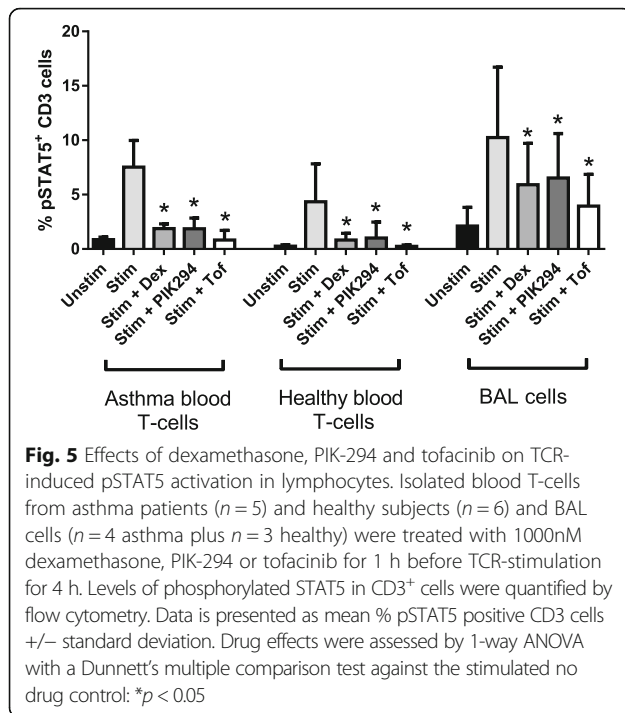 20
15
10
5
0
% pSTAT5+ CD3 cells
* * * * * * * * *
Unstim Stim Stim + Dex Stim + PIK294 Stim + Tof Unstim Stim Stim + Dex Stim + PIK294 Stim + Tof Unstim Stim Stim + Dex Stim + PIK294 Stim + Tof
Asthma blood Healthy blood BAL cells
T-cells T-cells
Fig. 5 Effects of dexamethasone, PIK-294 and tofacinib on TCR-
induced pSTAT5 activation in lymphocytes. Isolated blood T-cells
from asthma patients (n = 5) and healthy subjects (n = 6) and BAL
cells (n = 4 asthma plus n = 3 healthy) were treated with 1000nM
dexamethasone, PIK-294 or tofacinib for 1 h before TCR-stimulation
for 4 h. Levels of phosphorylated STAT5 in CD3+ cells were quantified by
flow cytometry. Data is presented as mean % pSTAT5 positive CD3 cells
+/− standard deviation. Drug effects were assessed by 1-way ANOVA
with a Dunnett's multiple comparison test against the stimulated no
drug control: *p < 0.05